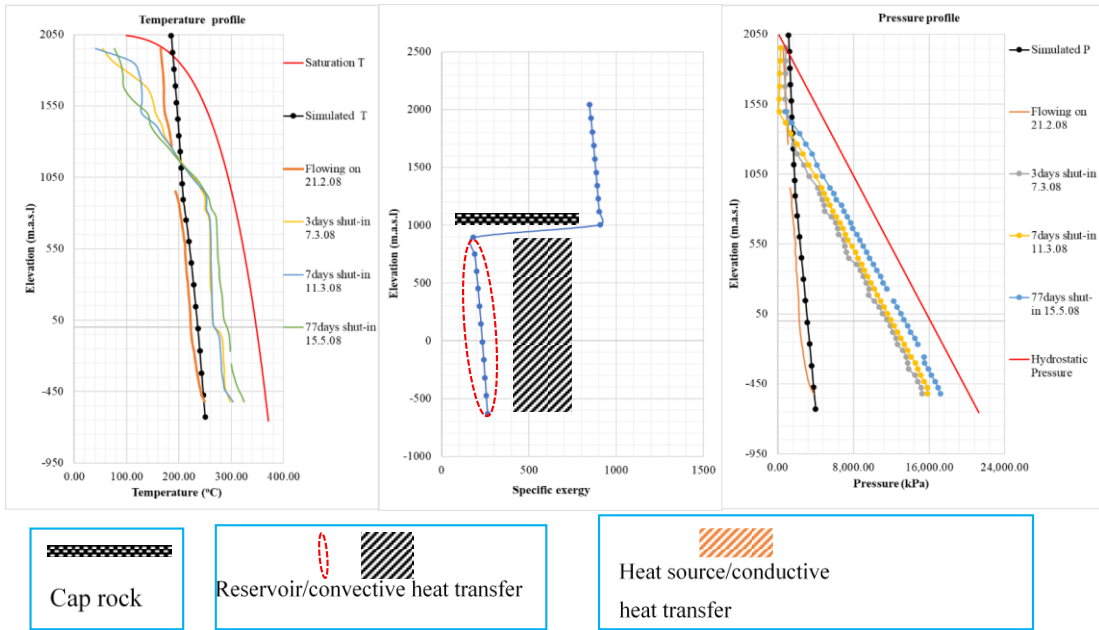 Temperature profile
2050
1550
1050
550
50
-450
-950
0.00
100.00
200.00
300.00
400.00
Elevation (m.a.s.l)
Temperature (°C)
Saturation T
Simulated T
Flowing on
21.2.08
3days shut-in
7.3.08
7days shut-in
11.3.08
77days shut-in
15.5.08
2500
2000
1500
1000
500
0
-500
-1000
0
500
1000
1500
Elevation (m.a.s.l)
Specific exergy
Pressure profile
2050
1550
1050
550
50
-450
-950
0.00
8,000.00
16,000.00
24,000.00
Elevation (m.a.s.l)
Pressure (kPa)
Simulated P
Flowing on
21.2.08
3days shut-in
7.3.08
7days shut-in
11.3.08
77days shut-
in 15.5.08
Hydrostatic
Pressure
Cap rock
Reservoir/convective heat transfer
Heat source/conductive
heat transfer